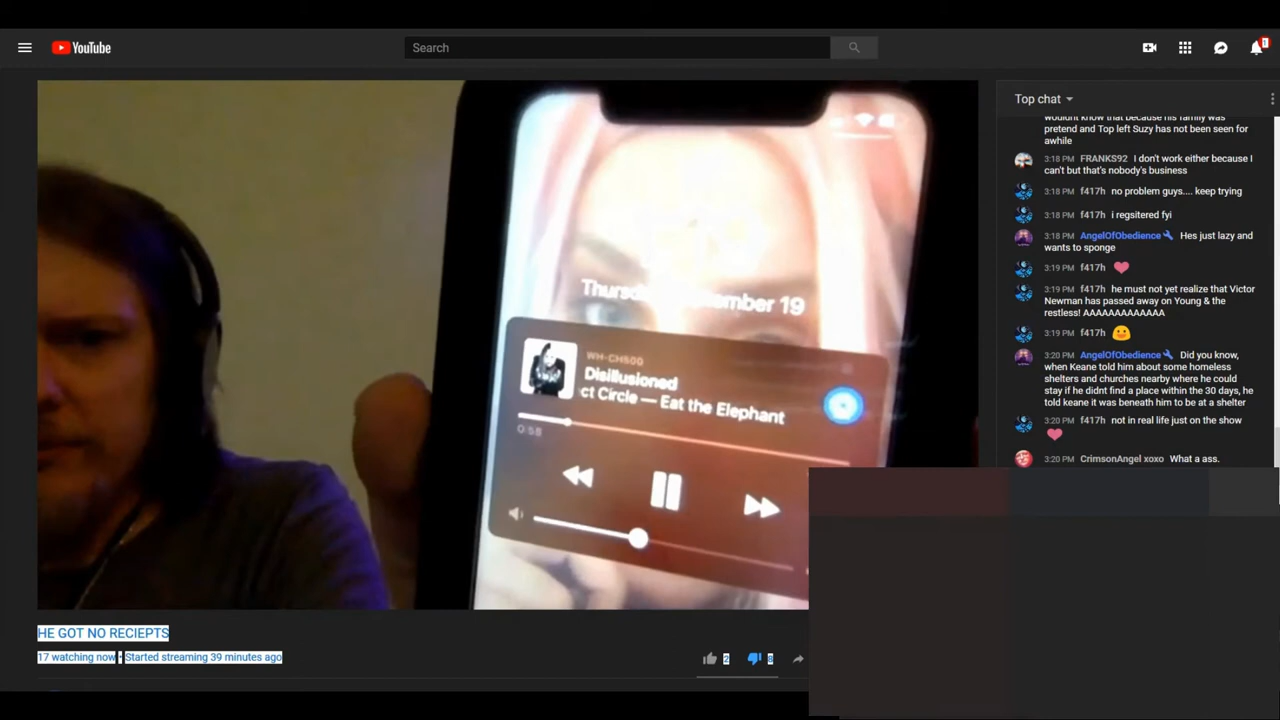 YouTube
Search
1
Top chat
wouldnt know that because his family was
pretend and Top left Suzy has not been seen for
awhile
3:18 PM FRANKS92 I don't work either because I
can't but that's nobody's business
3:18 PM f417h no problem guys.... keep trying
3:18 PM f417h i regsitered fyi
3:18 PM AngelOfObedience Hes just lazy and
wants to sponge
3:19 PM f417h
3:19 PM f417h he must not yet realize that Victor
Newman has passed away on Young & the
restless! AAAAAAAAAAAAA
3:19 PM f417h
3:20 PM AngelOfObedience Did you know,
when Keane told him about some homeless
shelters and churches nearby where he could
stay if he didnt find a place within the 30 days, he
told keane it was beneath him to be at a shelter
3:20 PM f417h not in real life just on the show
3:20 PM CrimsonAngel xoxo What a ass.
19
WH-CH500
Disillusioned
ct Circle — Eat the Elephant
0:58
HE GOT NO RECIEPTS
17 watching now • Started streaming 39 minutes ago
2
8